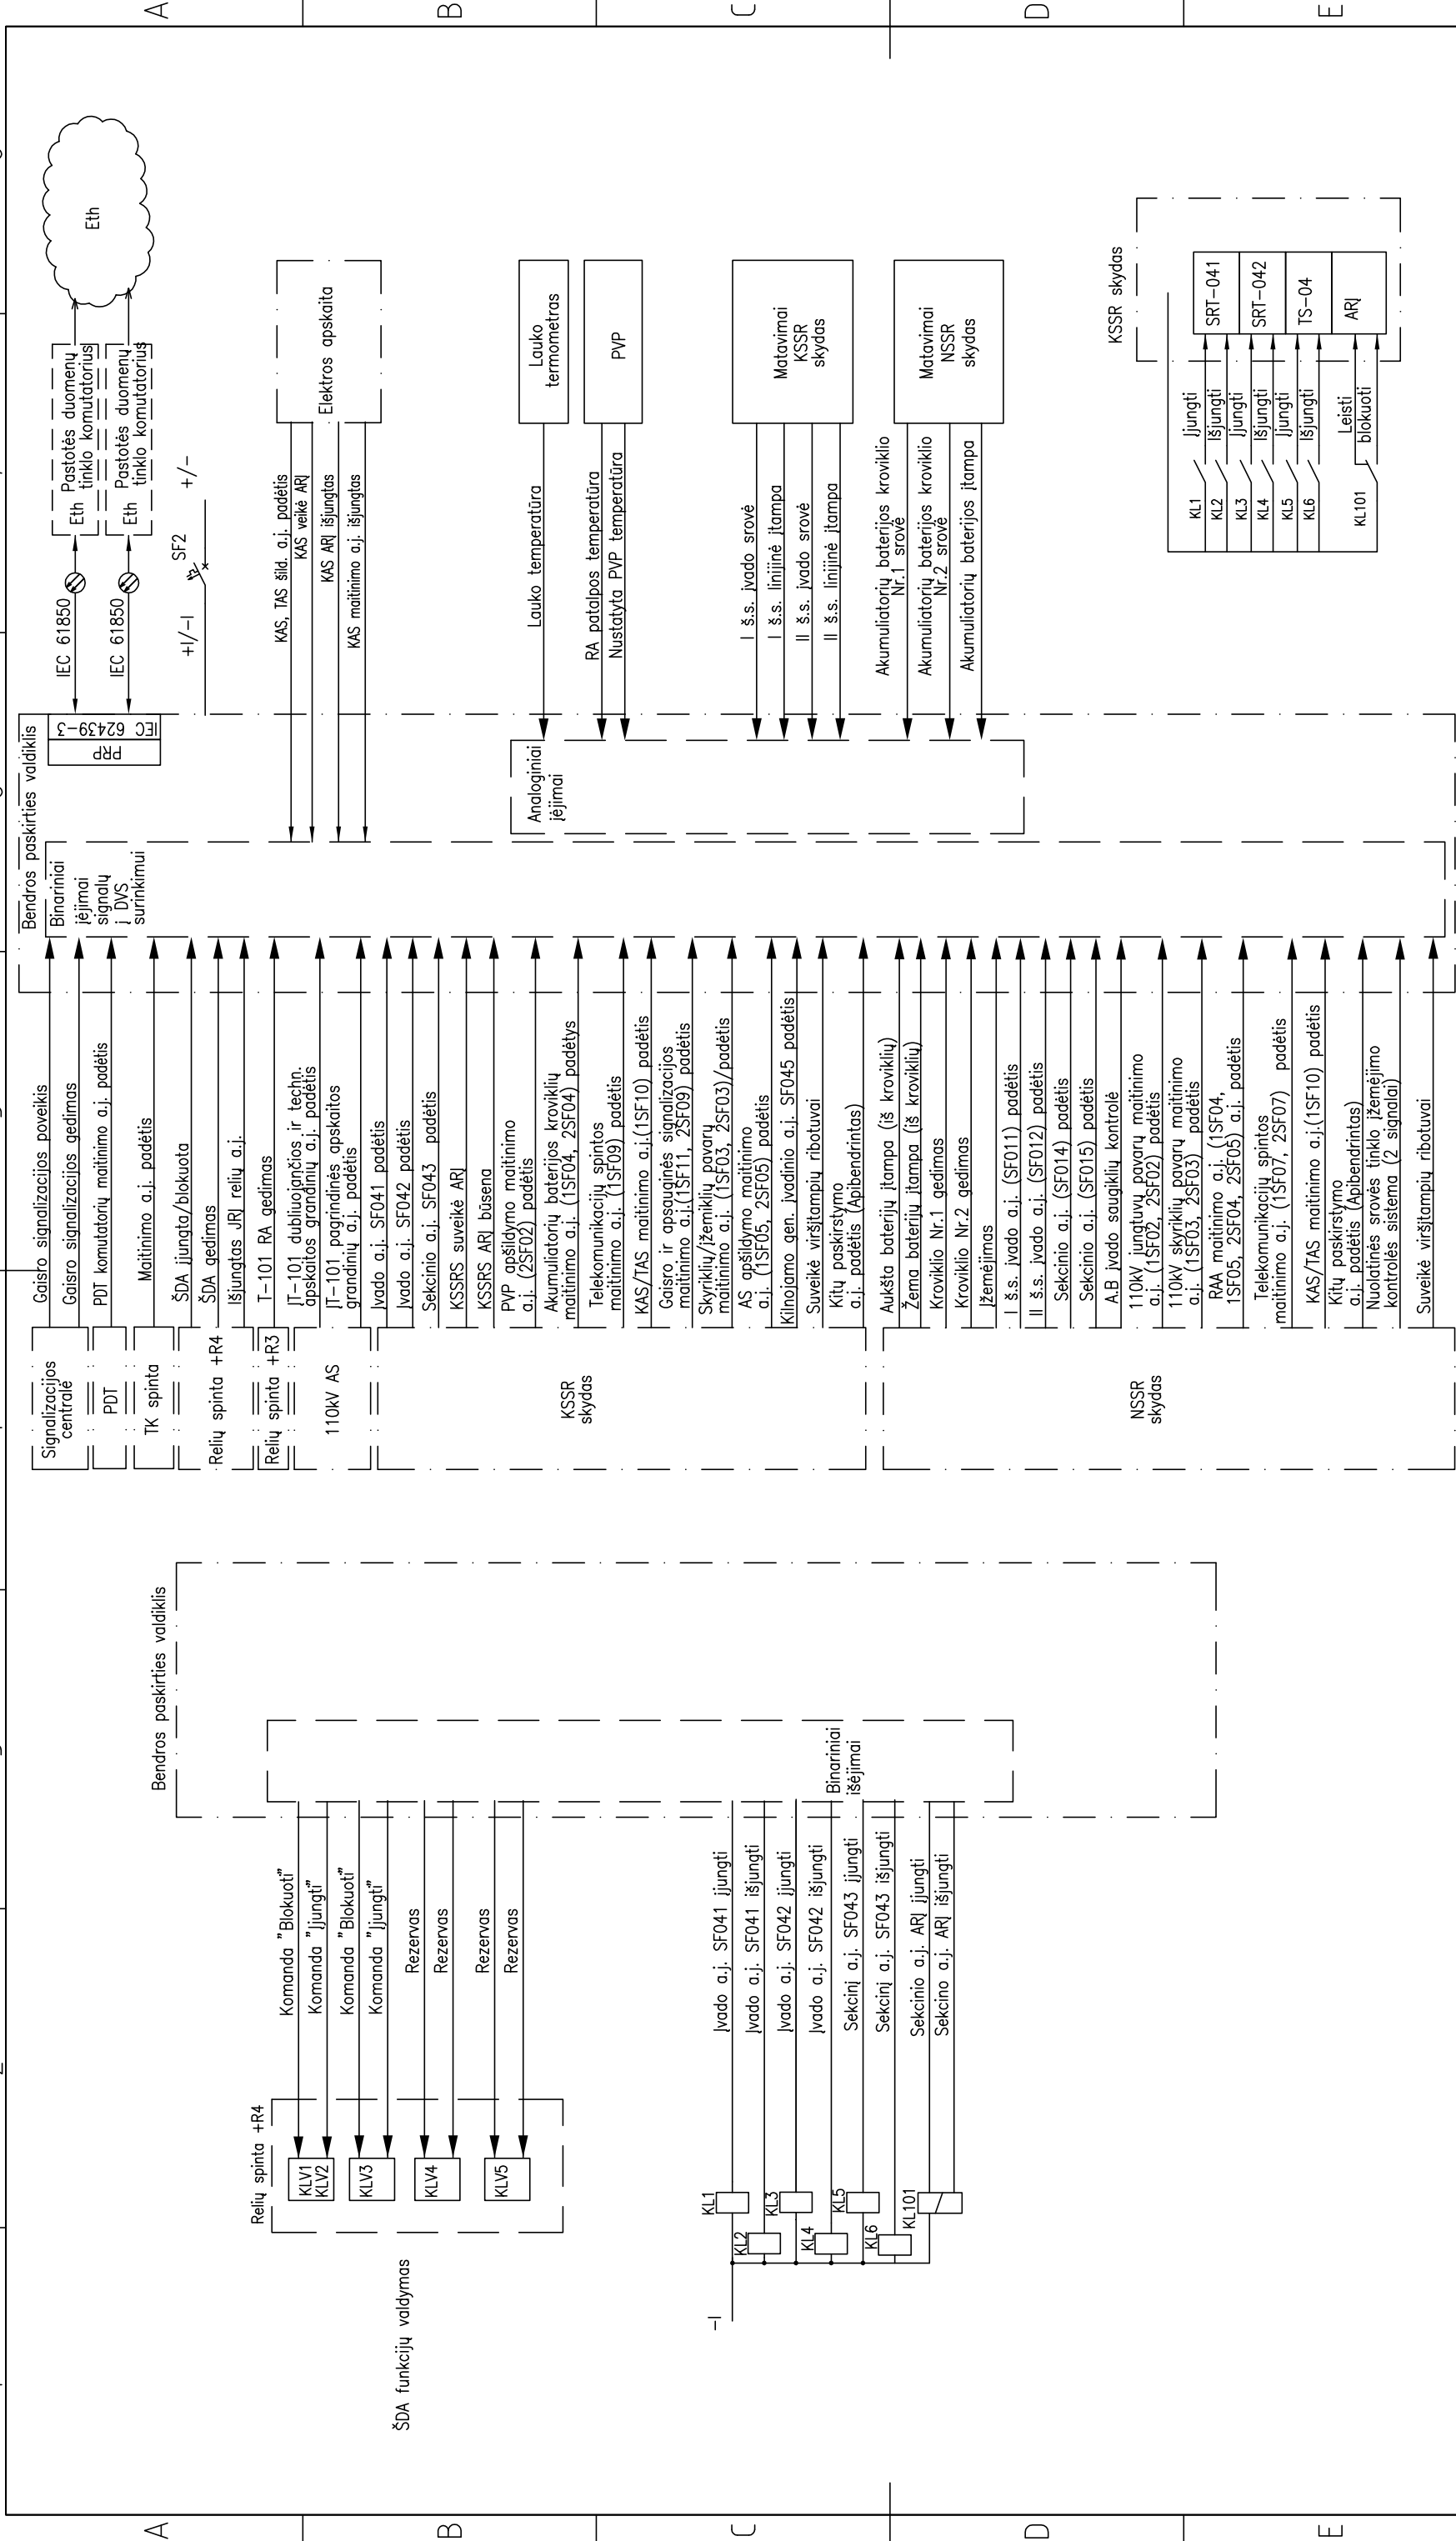 A
B
C
D
E
Eth
Eth
Pastotės duomenų
tinklo komutatorius
Eth
Pastotės duomenų
tinklo komutatorius
IEC 61850
IEC 61850
SF2
+/-
+I/-I
PRP
IEC 62439-3
Bendros paskirties valdiklis
Binariniai
įėjimai
signalų
į DVS
surinkimui
Elektros apskaita
KAS, TAS šild. a.j. padėtis
KAS veikė ARĮ
KAS ARĮ išjungtas
KAS maitinimo a.j. išjungtas
Lauko
termometras
Lauko temperatūra
PVP
RA patalpos temperatūra
Nustatyta PVP temperatūra
Analoginiai
įėjimai
Matavimai
KSSR
skydas
I š.s. įvado srovė
I š.s. linijinė įtampa
II š.s. įvado srovė
II š.s. linijinė įtampa
Matavimai
NSSR
skydas
Akumuliatorių baterijos kroviklio
Nr.1 srovė
Akumuliatorių baterijos kroviklio
Nr.2 srovė
Akumuliatorių baterijos įtampa
KSSR skydas
SRT-041
SRT-042
TS-04
ARĮ
Įjungti
Išjungti
Įjungti
Išjungti
Įjungti
Išjungti
Leisti
blokuoti
KL1
KL2
KL3
KL4
KL5
KL6
KL101
Signalizacijos
centralė
Gaisro signalizacijos poveikis
Gaisro signalizacijos gedimas
PDT
PDT komutatorių maitinimo a.j. padėtis
TK spinta
Maitinimo a.j. padėtis
Relių spinta +R4
ŠDA įjungta/blokuota
ŠDA gedimas
Išjungtas JRĮ relių a.j.
Relių spinta +R3
T-101 RA gedimas
110kV AS
ĮT-101 dubliuojančios ir techn.
apskaitos grandinių a.j. padėtis
ĮT-101 pagrindinės apskaitos
grandinių a.j. padėtis
KSSR
skydas
Įvado a.j. SF041 padėtis
Įvado a.j. SF042 padėtis
Sekcinio a.j. SF043 padėtis
KSSRS suveikė ARĮ
KSSRS ARĮ būsena
PVP apšildymo maitinimo
a.j. (2SF02) padėtis
Akumuliatorių baterijos kroviklių
maitinimo a.j. (1SF04, 2SF04) padėtys
Telekomunikacijų spintos
maitinimo a.j. (1SF09) padėtis
KAS/TAS maitinimo a.j.(1SF10) padėtis
Gaisro ir apsauginės signalizacijos
maitinimo a.j.(1SF11, 2SF09) padėtis
Skyriklių/įžemiklių pavarų
maitinimo a.j. (1SF03, 2SF03)/padėtis
AS apšildymo maitinimo
a.j. (1SF05, 2SF05) padėtis
Kilnojamo gen. įvadinio a.j. SF045 padėtis
Suveikė viršįtampių ribotuvai
Kitų paskirstymo
a.j. padėtis (Apibendrintas)
NSSR
skydas
Aukšta baterijų įtampa (iš kroviklių)
Žema baterijų įtampa (iš kroviklių)
Kroviklio Nr.1 gedimas
Kroviklio Nr.2 gedimas
Įžemėjimas
I š.s. įvado a.j. (SF011) padėtis
II š.s. įvado a.j. (SF012) padėtis
Sekcinio a.j. (SF014) padėtis
Sekcinio a.j. (SF015) padėtis
A.B įvodo saugiklių kontrolė
110kV jungtuvų pavarų maitinimo
a.j. (1SF02, 2SF02) padėtis
110kV skyriklių pavarų maitinimo
a.j. (1SF03, 2SF03) padėtis
RAA maitinimo a.j. (1SF04,
1SF05, 2SF04, 2SF05) a.j. padėtis
Telekomunikacijų spintos
maitinimo a.j. (1SF07, 2SF07) padėtis
KAS/TAS maitinimo a.j.(1SF10) padėtis
Kitų paskirstymo
a.j. padėtis (Apibendrintas)
Nuolatinės srovės tinklo įžemėjimo
kontrolės sistema (2 signalai)
Suveikė viršįtampių ribotuvai
Bendros paskirties valdiklis
Binariniai
išėjimai
Komanda "Blokuoti"
Komanda "Įjungti"
Komanda "Blokuoti"
Komanda "Įjungti"
Rezervas
Rezervas
Rezervas
Rezervas
Relių spinta +R4
KLV1
KLV2
KLV3
KLV4
KLV5
ŠDA funkcijų valdymas
Įvado a.j. SF041 įjungti
Įvado a.j. SF041 išjungti
Įvado a.j. SF042 įjungti
Įvado a.j. SF042 išjungti
Sekcinį a.j. SF043 įjungti
Sekcinį a.j. SF043 išjungti
Sekcinio a.j. ARĮ įjungti
Sekcino a.j. ARĮ išjungti
KL1
KL2
KL3
KL4
KL5
KL6
KL101
-I
A
B
C
D
E